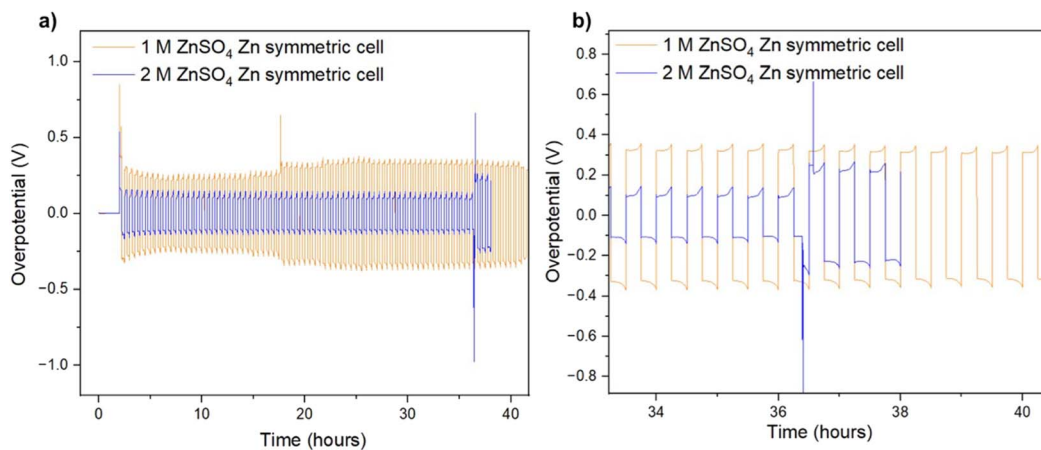 a)
1 M ZnSO₄ Zn symmetric cell
2 M ZnSO₄ Zn symmetric cell
Overpotential (V)
1.0
0.5
0.0
−0.5
−1.0
0
10
20
30
40
Time (hours)
b)
1 M ZnSO₄ Zn symmetric cell
2 M ZnSO₄ Zn symmetric cell
Overpotential (V)
0.8
0.6
0.4
0.2
0.0
−0.2
−0.4
−0.6
−0.8
34
36
38
40
Time (hours)